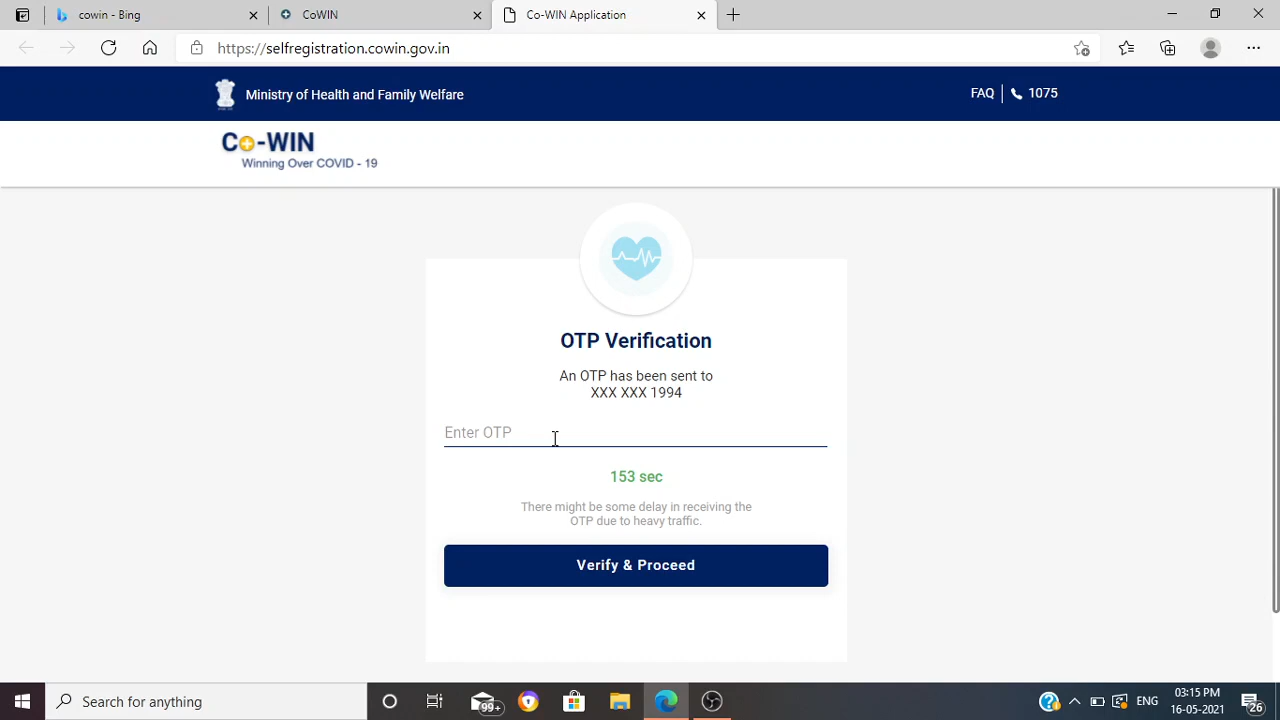 cowin - Bing
CoWIN
Co-WIN Application
https://selfregistration.cowin.gov.in
Ministry of Health and Family Welfare
FAQ
1075
Co-WIN
Winning Over COVID - 19
OTP Verification
An OTP has been sent to
XXX XXX 1994
Enter OTP
153 sec
There might be some delay in receiving the
OTP due to heavy traffic.
Verify & Proceed
Search for anything
99+
ENG
03:15 PM
16-05-2021
26